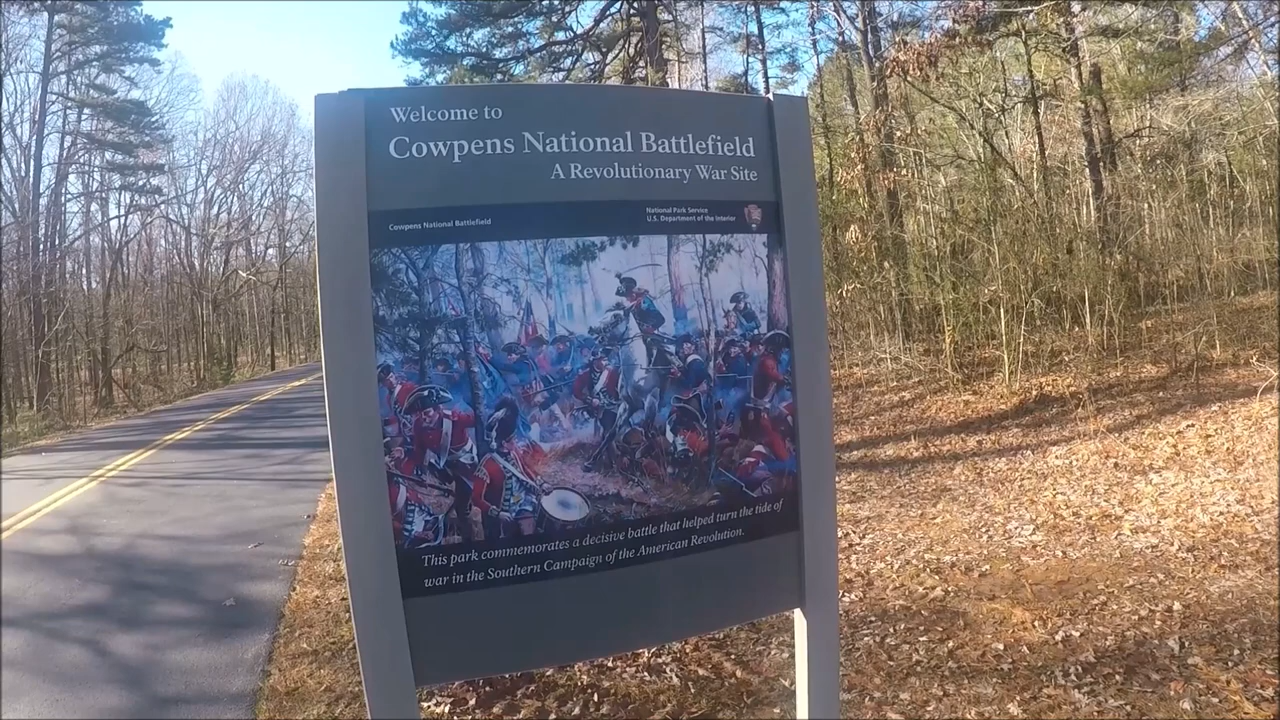 Welcome to
Cowpens National Battlefield
A Revolutionary War Site
Cowpens National Battlefield
National Park Service
U.S. Department of the Interior
This park commemorates a decisive battle that helped turn the tide of
war in the Southern Campaign of the American Revolution.